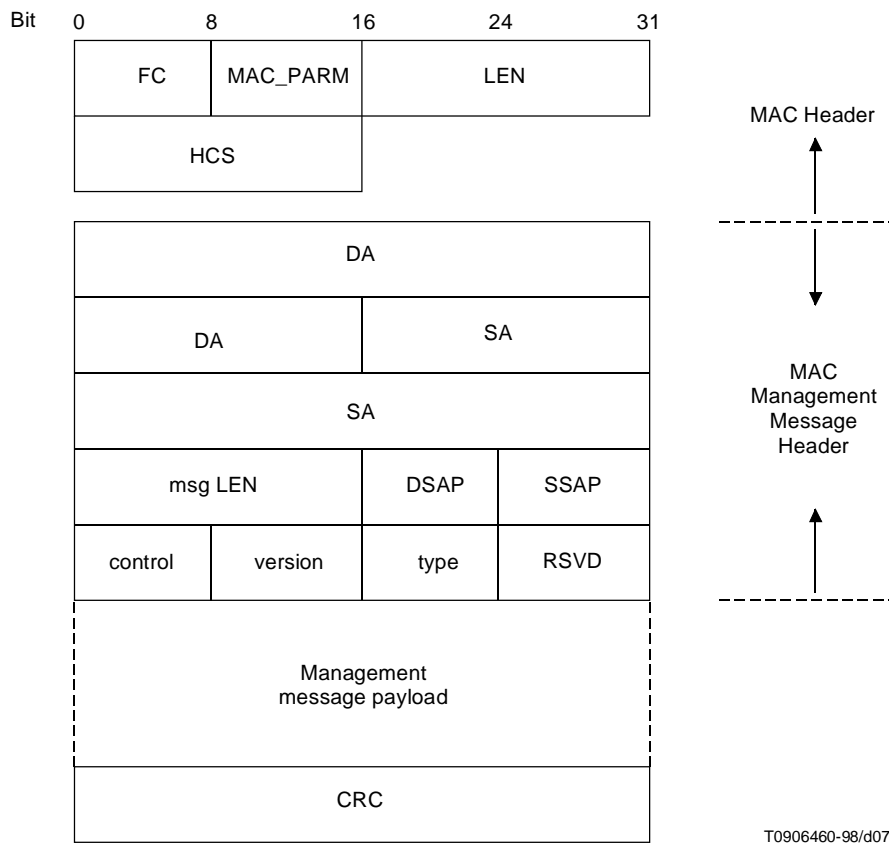 Bit 0 8 16 24 31
FC MAC_PARM LEN
MAC Header
HCS
DA
DA SA
MAC
Management
Message
Header
SA
msg LEN DSAP SSAP
control version type RSVD
Management
message payload
CRC
T0906460-98/d07